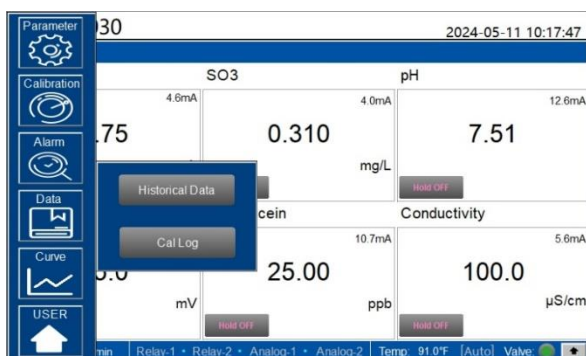 Parameter
030
2024-05-11 10:17:47
Calibration
SO3
pH
4.6mA
4.0mA
12.6mA
.75
0.310
7.51
Alarm
mg/L
Historical Data
Hold OFF
Data
cein
Conductivity
Cal Log
10.7mA
5.6mA
Curve
5.0
25.00
100.0
mV
ppb
µS/cm
USER
Hold OFF
Hold OFF
min Relay-1 • Relay-2 • Analog-1 • Analog-2 Temp: 91.0°F [Auto] Valve: